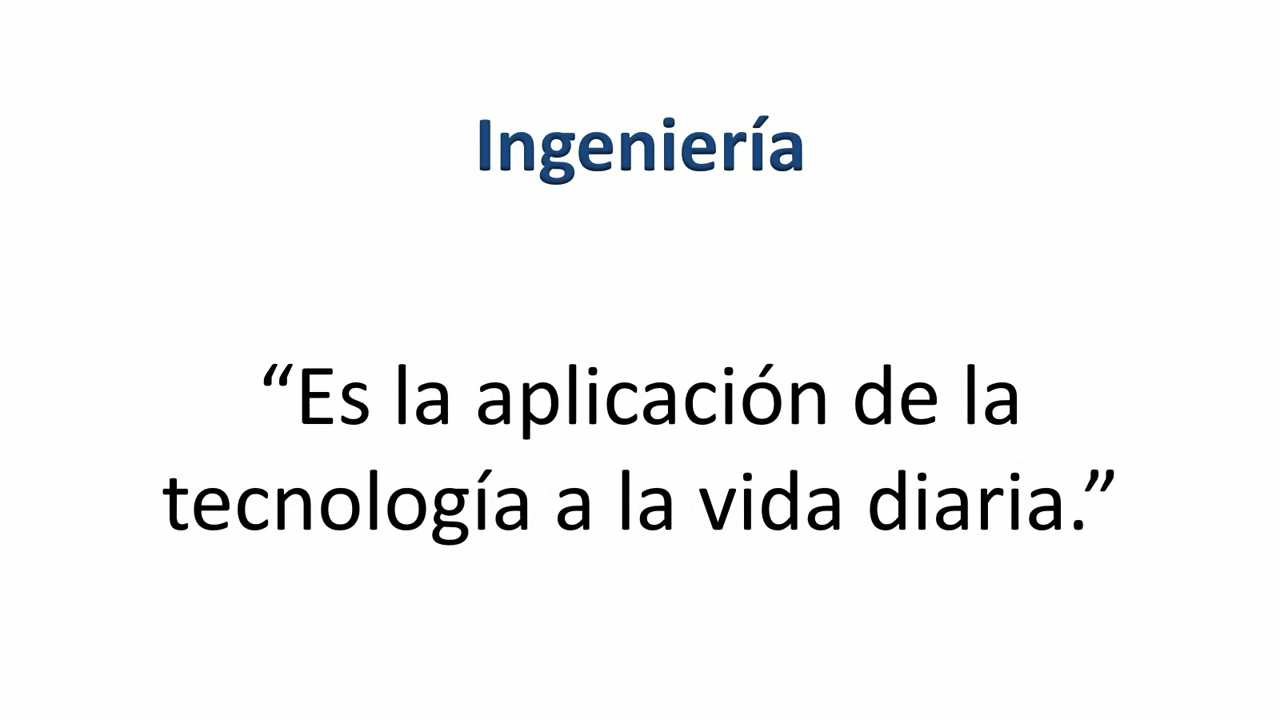 Ingeniería
“Es la aplicación de la
tecnología a la vida diaria.”